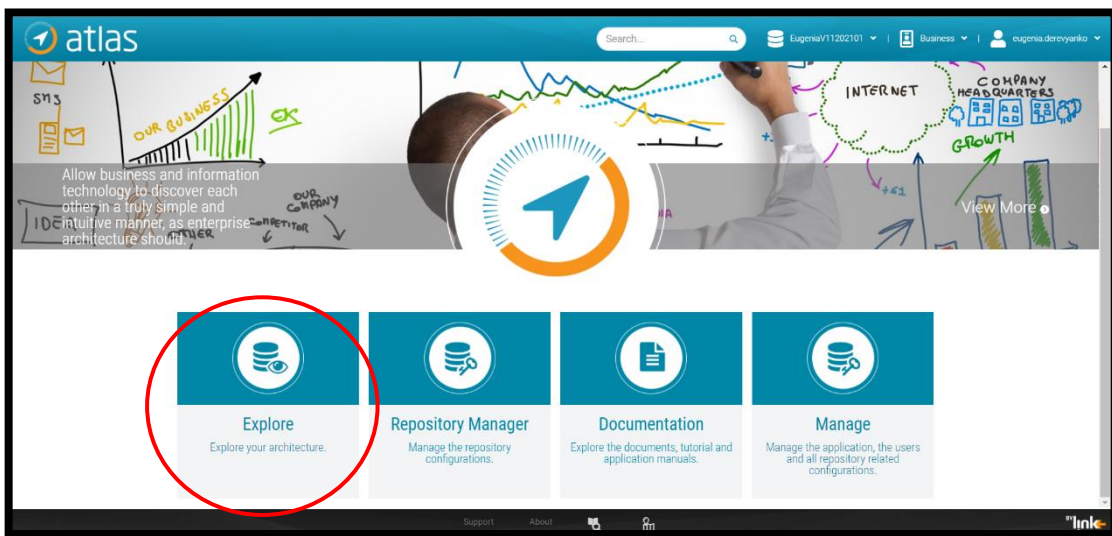 atlas
Search...
EugeniaV11202101
Business
eugenia.derevyanko
SMS
OUR BUSINESS
OK
INTERNET
COMPANY
HEADQUARTERS
GROWTH
+61
Allow business and information
technology to discover each
other in a truly simple and
intuitive manner, as enterprise
architecture should.
OUR
COMPANY
COMPETITOR
View More
Explore
Explore your architecture.
Repository Manager
Manage the repository
configurations.
Documentation
Explore the documents, tutorial and
application manuals.
Manage
Manage the application, the users
and all repository related
configurations.
Support
About
BY link